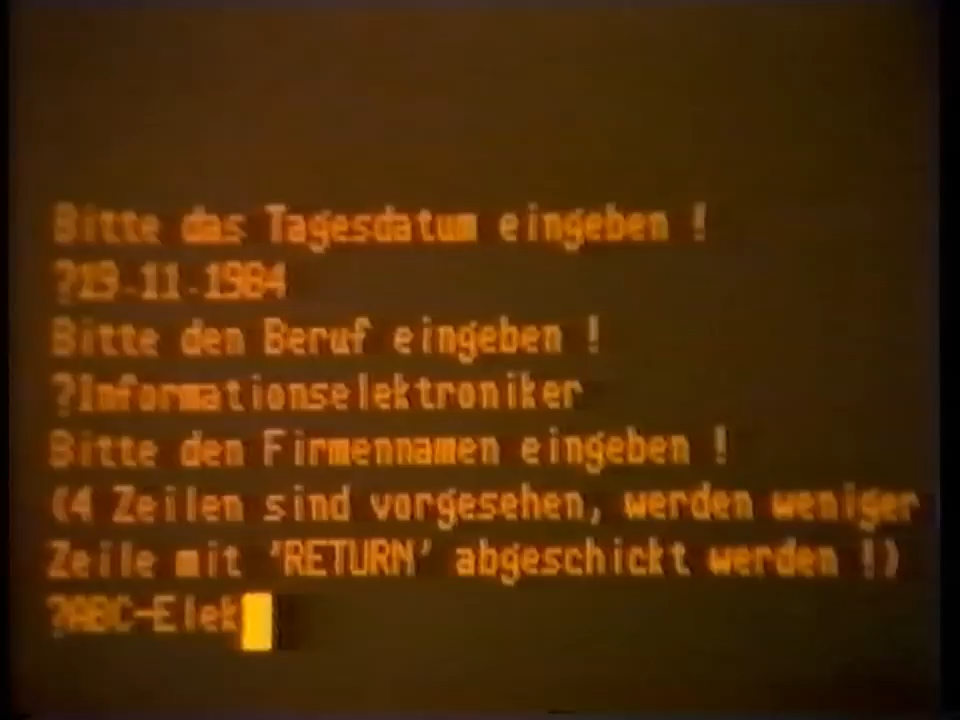 Bitte das Tagesdatum eingeben !
?19.11.1984
Bitte den Beruf eingeben !
?Informationselektroniker
Bitte den Firmennamen eingeben !
(4 Zeilen sind vorgesehen, werden weniger
Zeile mit 'RETURN' abgeschickt werden !)
?ABC-Elek